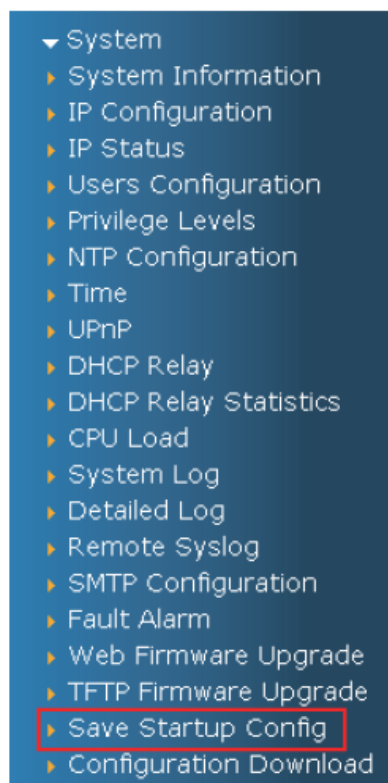 System
System Information
IP Configuration
IP Status
Users Configuration
Privilege Levels
NTP Configuration
Time
UPnP
DHCP Relay
DHCP Relay Statistics
CPU Load
System Log
Detailed Log
Remote Syslog
SMTP Configuration
Fault Alarm
Web Firmware Upgrade
TFTP Firmware Upgrade
Save Startup Config
Configuration Download